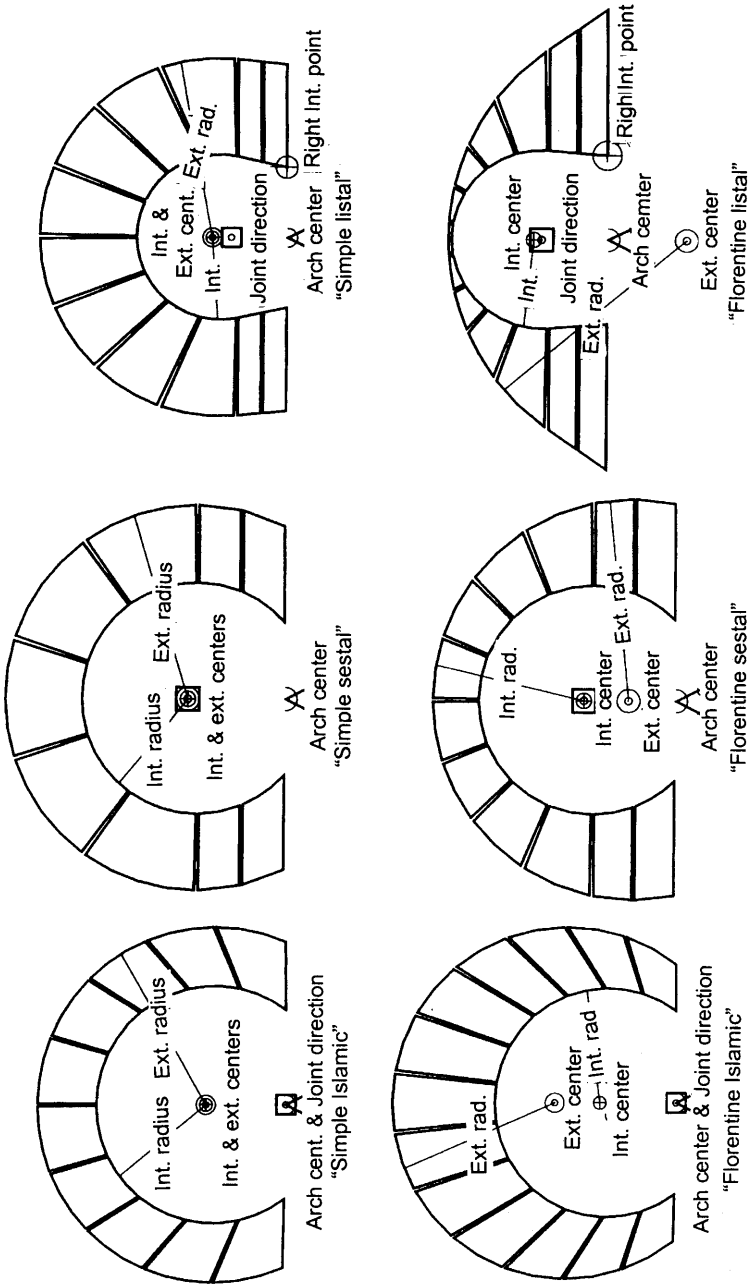 Int. radius
Ext. radius
Int. & ext. centers
Arch cent. & Joint direction
“Simple Islamic”
Int. radius
Ext. radius
Int. & ext. centers
Arch center
“Simple sestal”
Int. &
Ext. cent.
Ext. rad.
Int.
Joint direction
Right Int. point
Arch center
“Simple listal”
Ext. rad.
Ext. center
Int. rad
Int. center
Arch center & Joint direction
“Florentine Islamic”
Int. rad.
Int. center
Ext. rad.
Ext. center
Arch center
“Florentine sestal”
Int. center
Int.
Joint direction
Ext. rad.
Righ Int. point
Arch cemter
Ext. center
“Florentine listal”